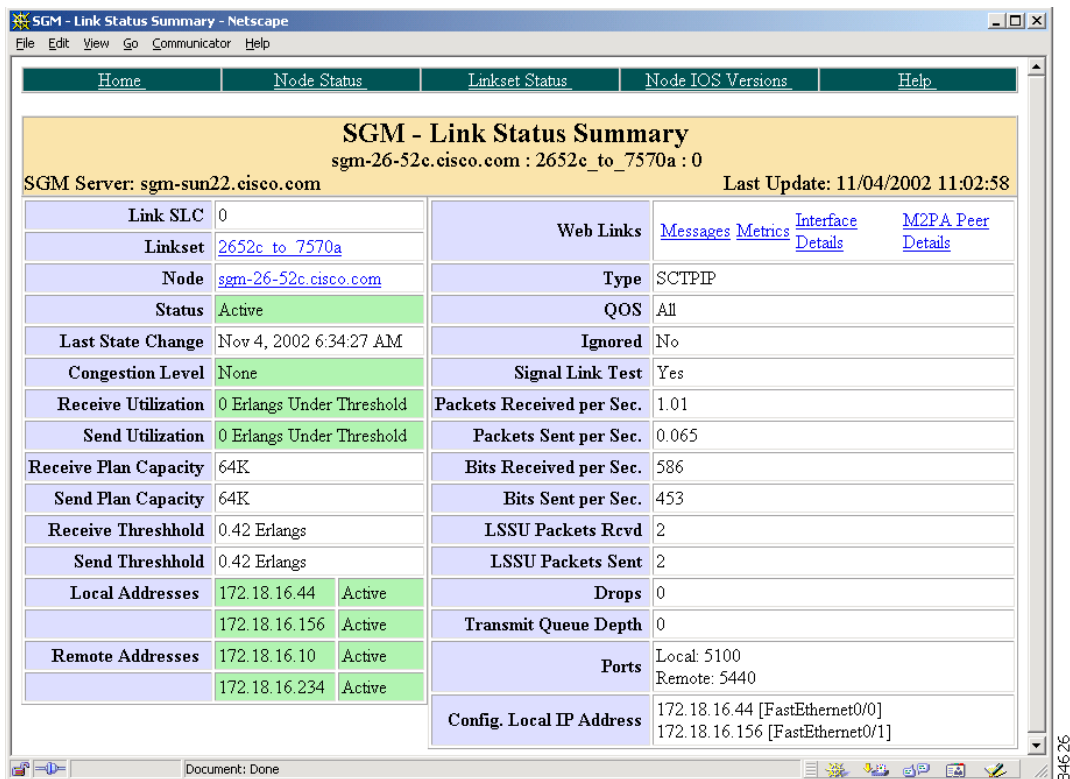 SGM - Link Status Summary - Netscape
File Edit View Go Communicator Help
Home Node Status Linkset Status Node IOS Versions Help
SGM - Link Status Summary
sgm-26-52c.cisco.com : 2652c_to_7570a : 0
SGM Server: sgm-sun22.cisco.com Last Update: 11/04/2002 11:02:58
Link SLC 0
Linkset 2652c_to_7570a
Node sgm-26-52c.cisco.com
Status Active
Last State Change Nov 4, 2002 6:34:27 AM
Congestion Level None
Receive Utilization 0 Erlangs Under Threshold
Send Utilization 0 Erlangs Under Threshold
Receive Plan Capacity 64K
Send Plan Capacity 64K
Receive Threshhold 0.42 Erlangs
Send Threshhold 0.42 Erlangs
Local Addresses 172.18.16.44 Active
172.18.16.156 Active
Remote Addresses 172.18.16.10 Active
172.18.16.234 Active
Web Links Messages Metrics Interface Details M2PA Peer Details
Type SCTPIP
QOS All
Ignored No
Signal Link Test Yes
Packets Received per Sec. 1.01
Packets Sent per Sec. 0.065
Bits Received per Sec. 586
Bits Sent per Sec. 453
LSSU Packets Rcvd 2
LSSU Packets Sent 2
Drops 0
Transmit Queue Depth 0
Ports Local: 5100
Remote: 5440
Config. Local IP Address 172.18.16.44 [FastEthernet0/0]
172.18.16.156 [FastEthernet0/1]
Document: Done
84626